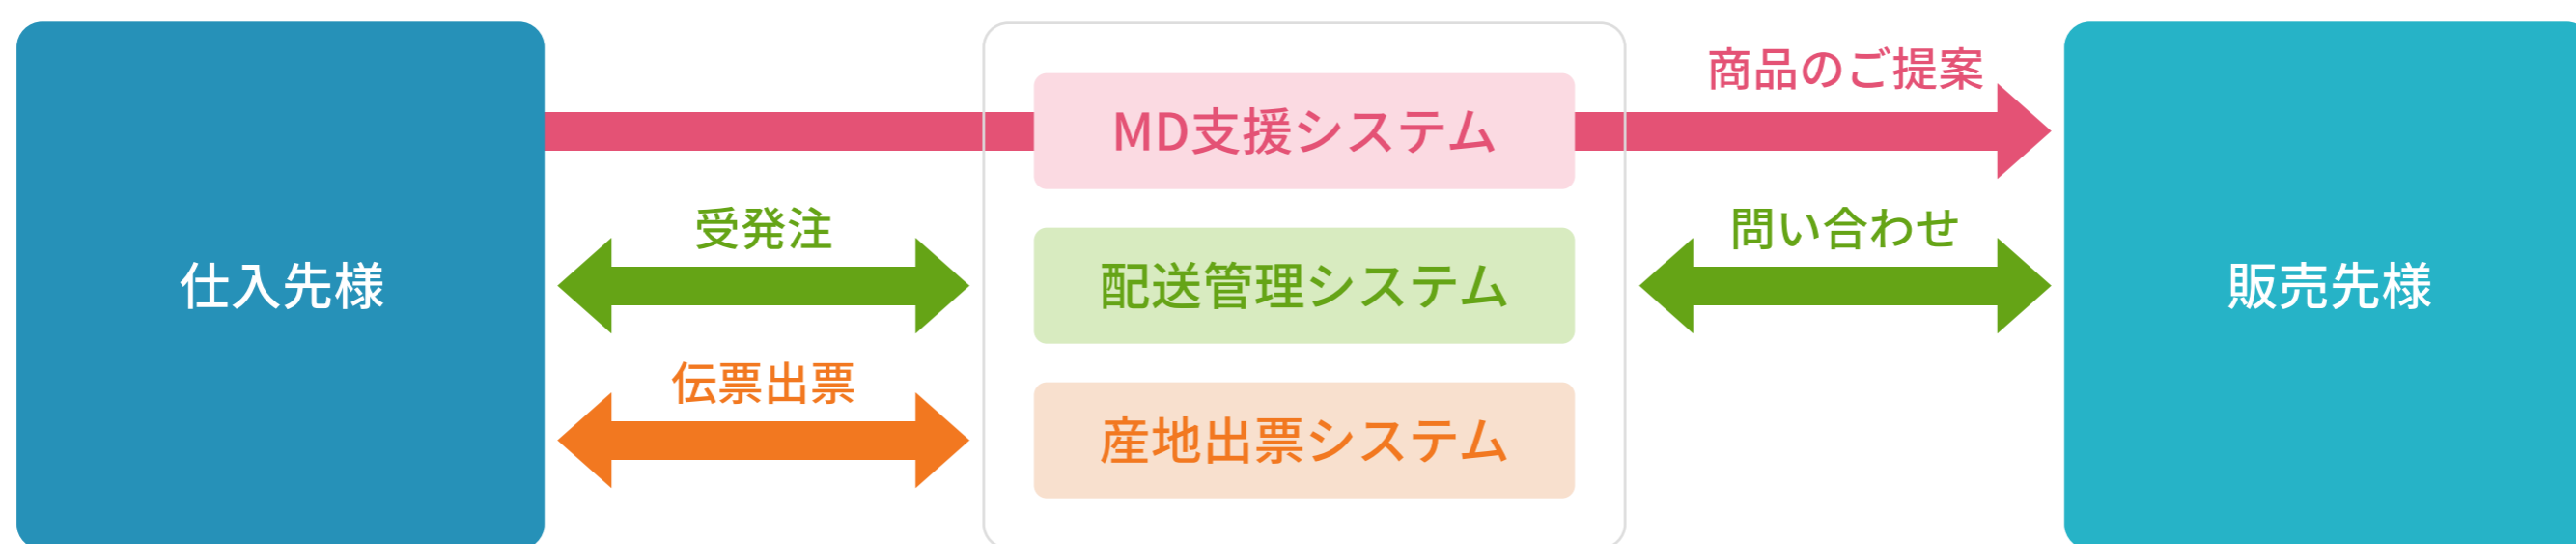 商品のご提案
MD支援システム
受発注
問い合わせ
仕入先様
配送管理システム
販売先様
伝票出票
産地出票システム